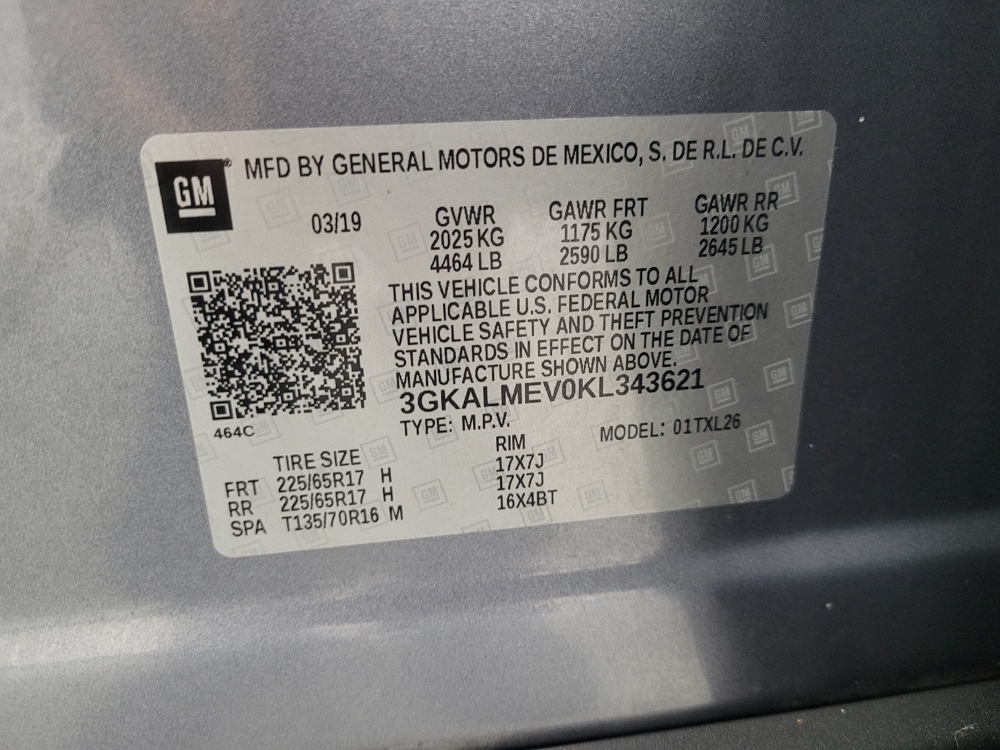 GM® MFD BY GENERAL MOTORS DE MEXICO, S. DE R.L. DE C.V.
03/19
GVWR GAWR FRT GAWR RR
2025 KG 1175 KG 1200 KG
4464 LB 2590 LB 2645 LB
THIS VEHICLE CONFORMS TO ALL
APPLICABLE U.S. FEDERAL MOTOR
VEHICLE SAFETY AND THEFT PREVENTION
STANDARDS IN EFFECT ON THE DATE OF
MANUFACTURE SHOWN ABOVE.
3GKALMEV0KL343621
464C
TYPE: M.P.V. MODEL: 01TXL26
TIRE SIZE RIM
FRT 225/65R17 H 17X7J
RR 225/65R17 H 17X7J
SPA T135/70R16 M 16X4BT